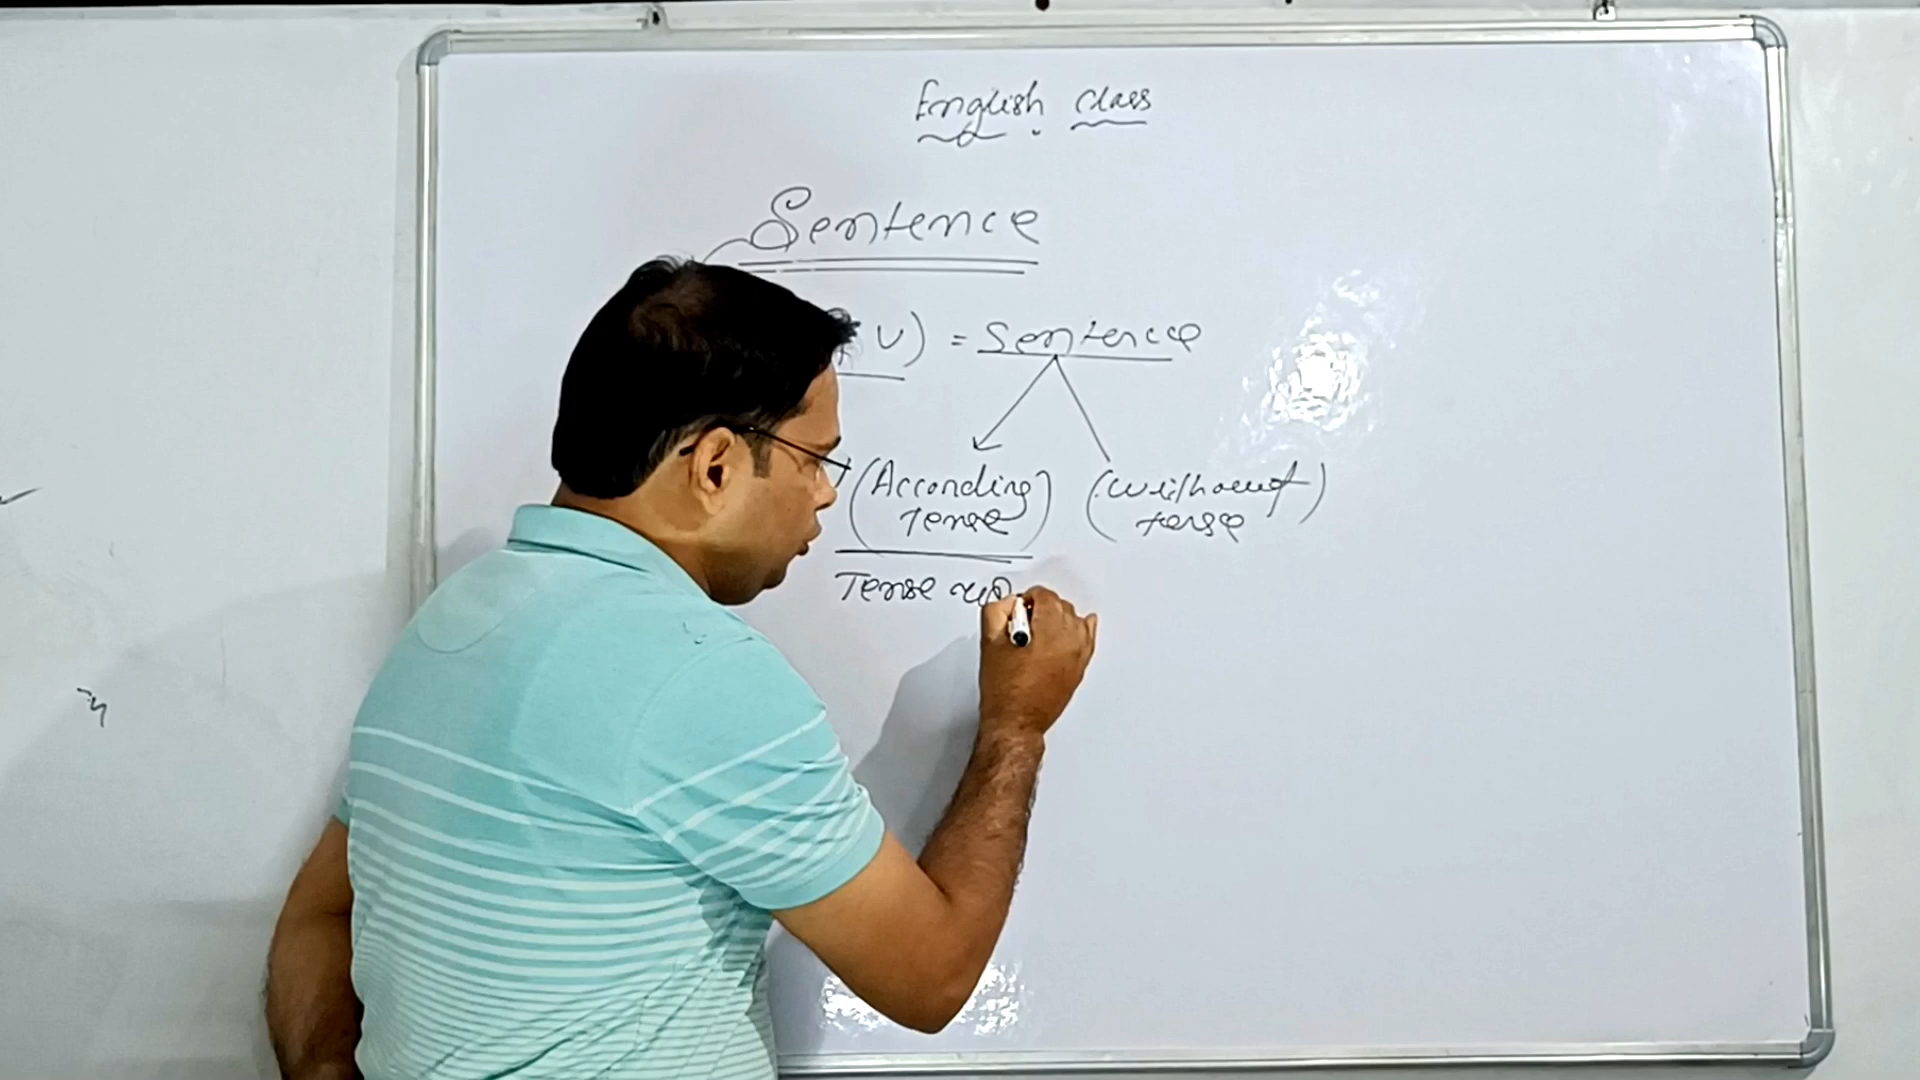 English Class
Sentence
V) = Sentence
(According (without
Tense) tense)
Tense